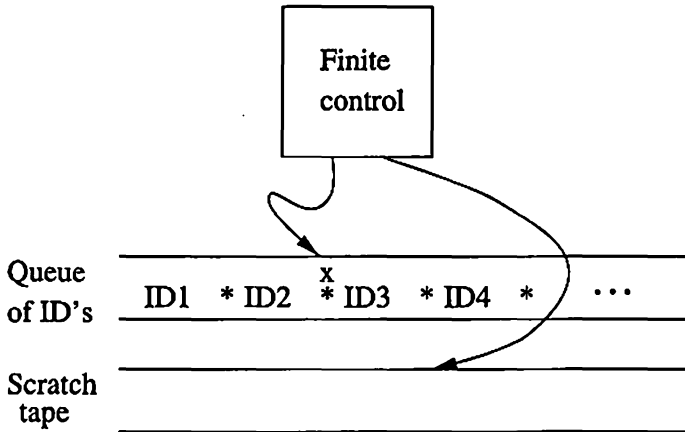 Finite
control
x
Queue
of ID's
ID1 * ID2 * ID3 * ID4 * ...
Scratch
tape